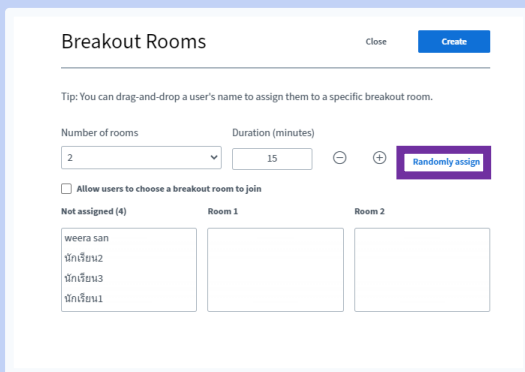 Breakout Rooms
Close
Create
Tip: You can drag-and-drop a user's name to assign them to a specific breakout room.
Number of rooms
Duration (minutes)
2
15
Randomly assign
Allow users to choose a breakout room to join
Not assigned (4)
Room 1
Room 2
weera san
นักเรียน2
นักเรียน3
นักเรียน1